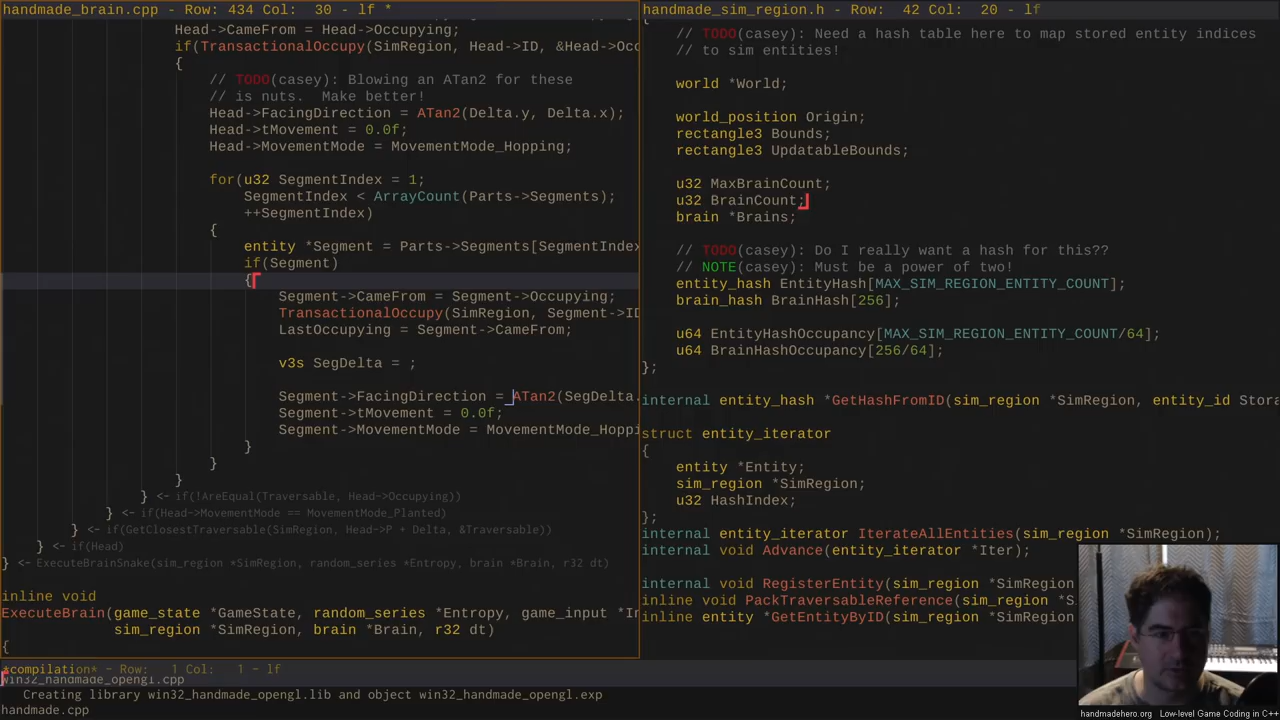 handmade_brain.cpp - Row: 434 Col: 30 - lf *
Head->CameFrom = Head->Occupying;
if(TransactionalOccupy(SimRegion, Head->ID, &Head->Occ
{
// TODO(casey): Blowing an ATan2 for these
// is nuts. Make better!
Head->FacingDirection = ATan2(Delta.y, Delta.x);
Head->tMovement = 0.0f;
Head->MovementMode = MovementMode_Hopping;
for(u32 SegmentIndex = 1;
SegmentIndex < ArrayCount(Parts->Segments);
++SegmentIndex)
{
entity *Segment = Parts->Segments[SegmentIndex
if(Segment)
{
Segment->CameFrom = Segment->Occupying;
TransactionalOccupy(SimRegion, Segment->ID
LastOccupying = Segment->CameFrom;
v3s SegDelta = ;
Segment->FacingDirection = ATan2(SegDelta.
Segment->tMovement = 0.0f;
Segment->MovementMode = MovementMode_Hoppi
}
}
}
} <- if(!AreEqual(Traversable, Head->Occupying))
} <- if(Head->MovementMode == MovementMode_Planted)
} <- if(GetClosestTraversable(SimRegion, Head->P + Delta, &Traversable))
} <- if(Head)
} <- ExecuteBrainSnake(sim_region *SimRegion, random_series *Entropy, brain *Brain, r32 dt)
inline void
ExecuteBrain(game_state *GameState, random_series *Entropy, game_input *In
sim_region *SimRegion, brain *Brain, r32 dt)
{
handmade_sim_region.h - Row: 42 Col: 20 - lf
{
// TODO(casey): Need a hash table here to map stored entity indices
// to sim entities!
world *World;
world_position Origin;
rectangle3 Bounds;
rectangle3 UpdatableBounds;
u32 MaxBrainCount;
u32 BrainCount;
brain *Brains;
// TODO(casey): Do I really want a hash for this??
// NOTE(casey): Must be a power of two!
entity_hash EntityHash[MAX_SIM_REGION_ENTITY_COUNT];
brain_hash BrainHash[256];
u64 EntityHashOccupancy[MAX_SIM_REGION_ENTITY_COUNT/64];
u64 BrainHashOccupancy[256/64];
};
internal entity_hash *GetHashFromID(sim_region *SimRegion, entity_id Stora
struct entity_iterator
{
entity *Entity;
sim_region *SimRegion;
u32 HashIndex;
};
internal entity_iterator IterateAllEntities(sim_region *SimRegion);
internal void Advance(entity_iterator *Iter);
internal void RegisterEntity(sim_region *SimRegion
inline void PackTraversableReference(sim_region *S
inline entity *GetEntityByID(sim_region *SimRegion
*compilation* - Row: 1 Col: 1 - lf
win32_handmade_opengl.cpp
Creating library win32_handmade_opengl.lib and object win32_handmade_opengl.exp
handmade.cpp
handmadehero.org | Low-level Game Coding in C++